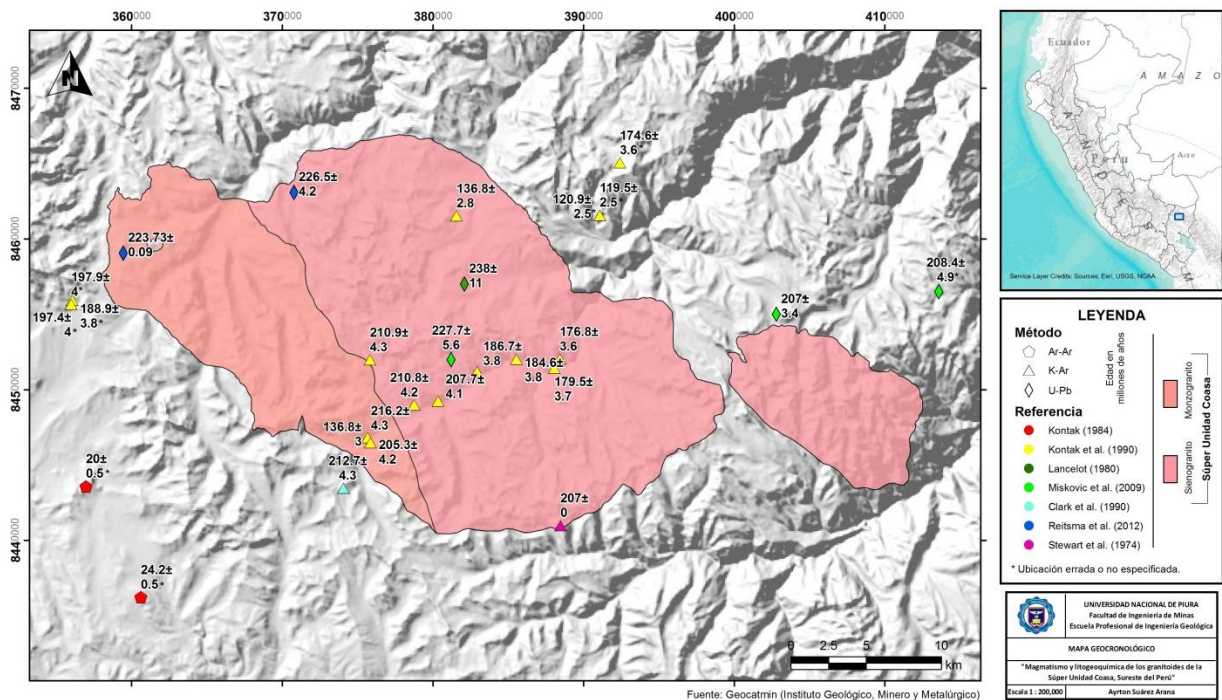 360000 370000 380000 390000 400000 410000
8470000
8460000
8450000
8440000
N
174.6±
3.6*
226.5±
4.2
136.8±
2.8
119.5±
2.5*
120.9±
2.5*
223.73±
0.09
238±
11
208.4±
4.9*
197.9±
4*
188.9±
3.8*
197.4±
4*
207±
3.4
210.9±
4.3
227.7±
5.6
186.7±
3.8
176.8±
3.6
184.6±
3.8
179.5±
3.7
210.8±
4.2
207.7±
4.1
216.2±
4.3
136.8±
3
205.3±
4.2
212.7±
4.3
20±
0.5*
207±
0
24.2±
0.5*
0 2.5 5 10
km
Fuente: Geocatmin (Instituto Geológico, Minero y Metalúrgico)
Ecuador
AMAZO
Peru
Acre
Service Layer Credits: Sources: Esri, USGS, NOAA
LEYENDA
Método
Ar-Ar
K-Ar
U-Pb
Edad en
millones de años
Referencia
Kontak (1984)
Kontak et al. (1990)
Lancelot (1980)
Miskovic et al (2009)
Clark et al (1990)
Reitsma et al. (2012)
Stewart et al. (1974)
Monzogranito
Sienogranito
Súper Unidad Coasa
* Ubicación errada o no especificada.
UNIVERSIDAD NACIONAL DE PIURA
Facultad de Ingeniería de Minas
Escuela Profesional de Ingeniería Geológica
MAPA GEOCRONOLÓGICO
"Magmatismo y litogeoquímica de los granitoides de la
Súper Unidad Coasa, Sureste del Perú"
Escala 1 : 200,000 Ayrton Suárez Arana